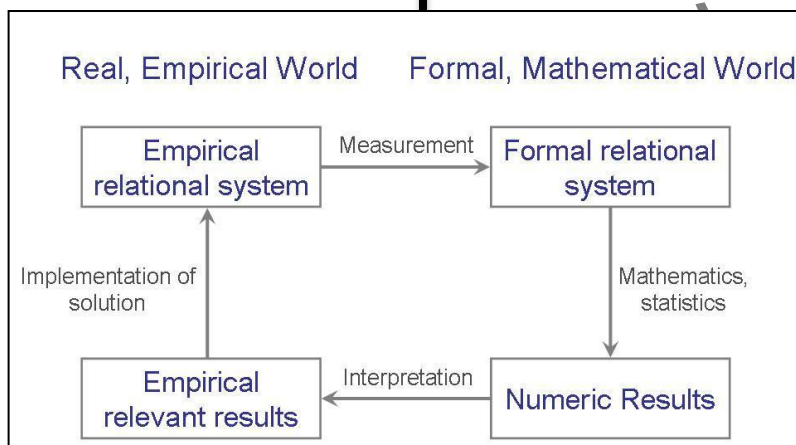 Real, Empirical World
Formal, Mathematical World
Empirical
relational system
Measurement
Formal relational
system
Implementation of
solution
Mathematics,
statistics
Empirical
relevant results
Interpretation
Numeric Results